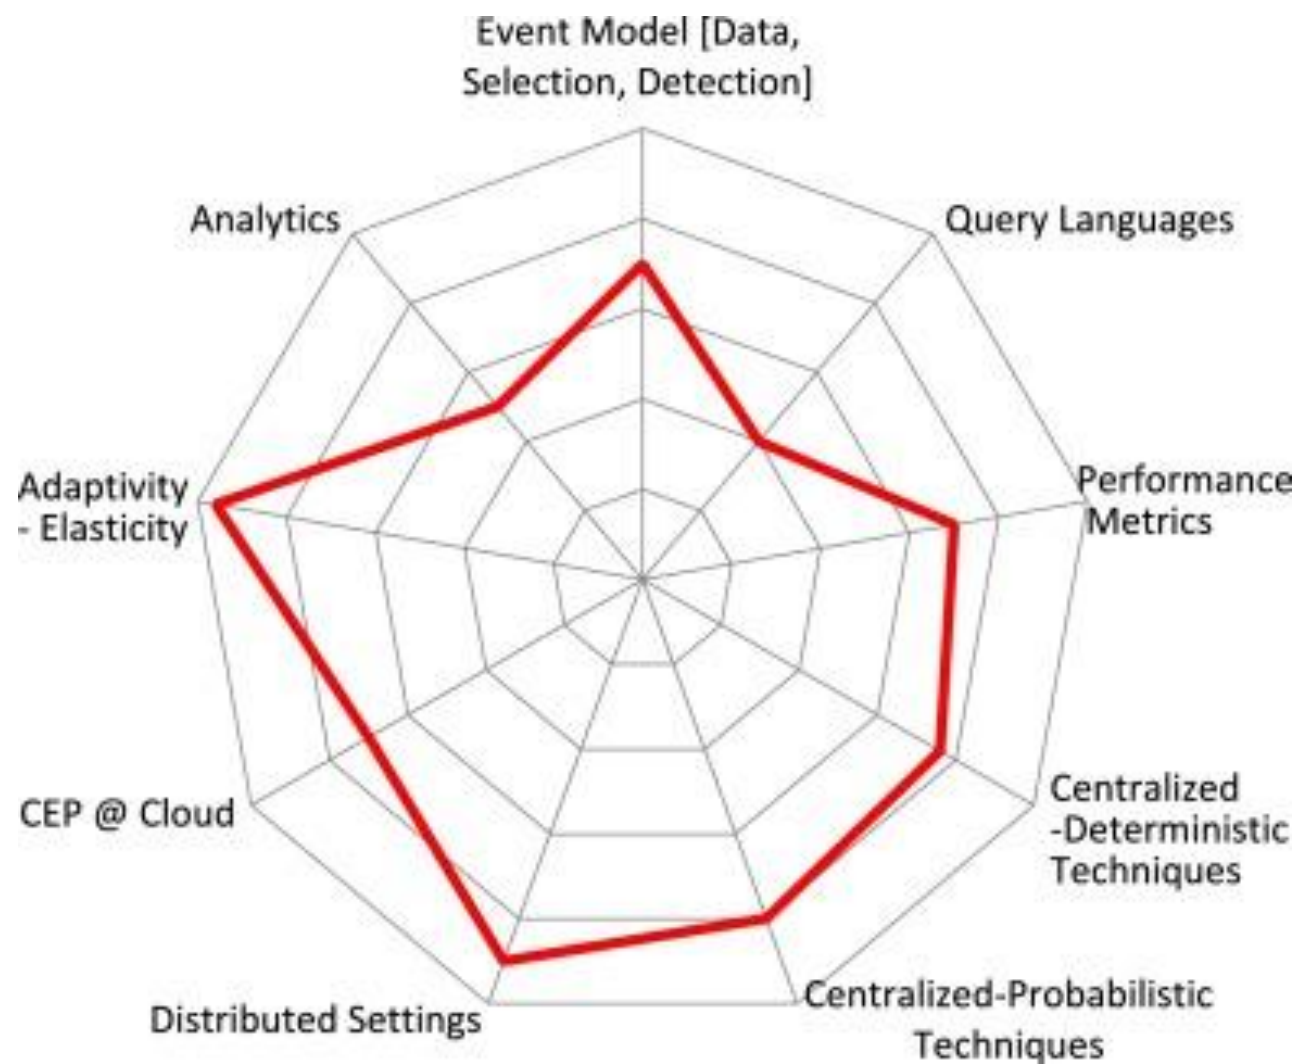 Event Model [Data,
Selection, Detection]
Analytics
Query Languages
Adaptivity
- Elasticity
Performance
Metrics
CEP @ Cloud
Centralized
-Deterministic
Techniques
Distributed Settings
Centralized-Probabilistic
Techniques